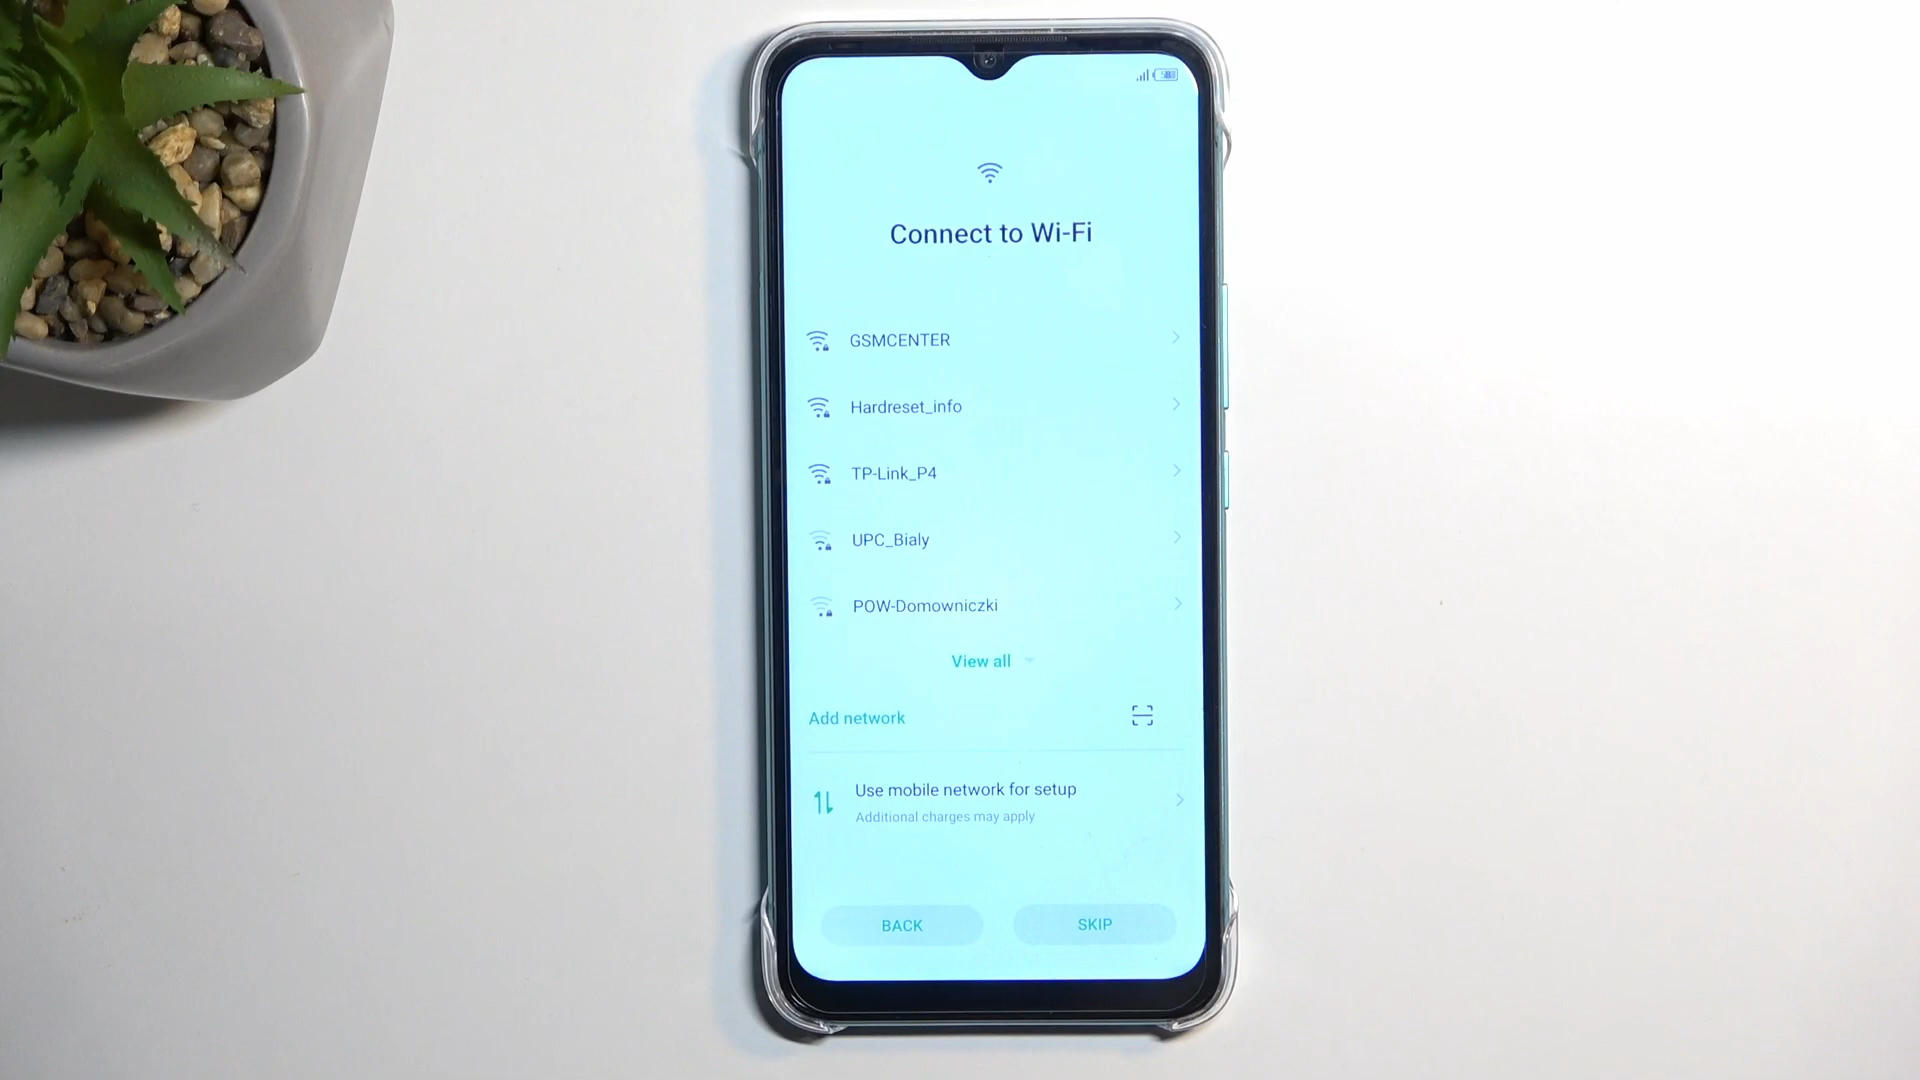 Connect to Wi-Fi
GSMCENTER
Hardreset_info
TP-Link_P4
UPC_Bialy
POW-Domowniczki
View all
Add network
Use mobile network for setup
Additional charges may apply
BACK
SKIP